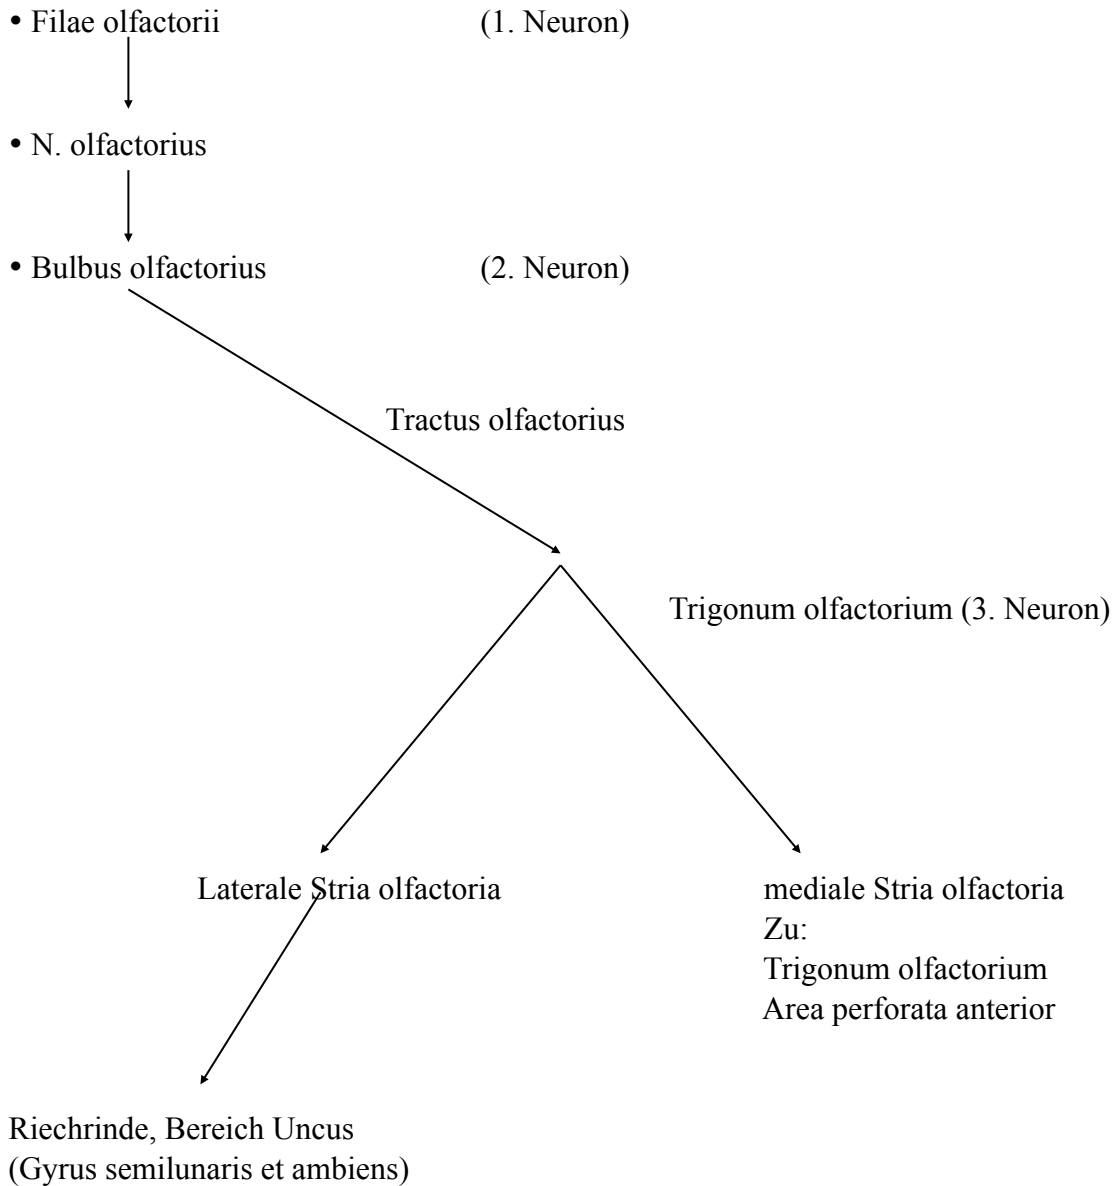 • Filae olfactorii (1. Neuron)
• N. olfactorius
• Bulbus olfactorius (2. Neuron)
Tractus olfactorius
Trigonum olfactorium (3. Neuron)
Laterale Stria olfactoria
mediale Stria olfactoria
Zu:
Trigonum olfactorium
Area perforata anterior
Riechrinde, Bereich Uncus
(Gyrus semilunaris et ambiens)